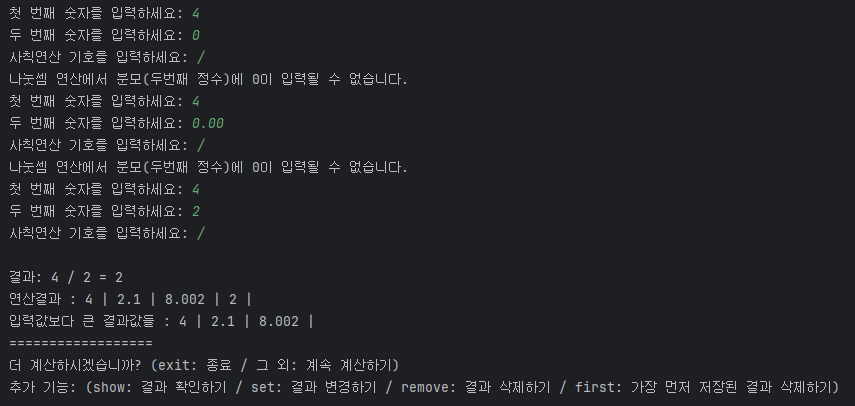 첫 번째 숫자를 입력하세요: 4
두 번째 숫자를 입력하세요: 0
사칙연산 기호를 입력하세요: /
나눗셈 연산에서 분모(두번째 정수)에 0이 입력될 수 없습니다.
첫 번째 숫자를 입력하세요: 4
두 번째 숫자를 입력하세요: 0.00
사칙연산 기호를 입력하세요: /
나눗셈 연산에서 분모(두번째 정수)에 0이 입력될 수 없습니다.
첫 번째 숫자를 입력하세요: 4
두 번째 숫자를 입력하세요: 2
사칙연산 기호를 입력하세요: /
결과: 4 / 2 = 2
연산결과 : 4 | 2.1 | 8.002 | 2 |
입력값보다 큰 결과값들 : 4 | 2.1 | 8.002 |
==================
더 계산하시겠습니까? (exit: 종료 / 그 외: 계속 계산하기)
추가 기능: (show: 결과 확인하기 / set: 결과 변경하기 / remove: 결과 삭제하기 / first: 가장 먼저 저장된 결과 삭제하기)